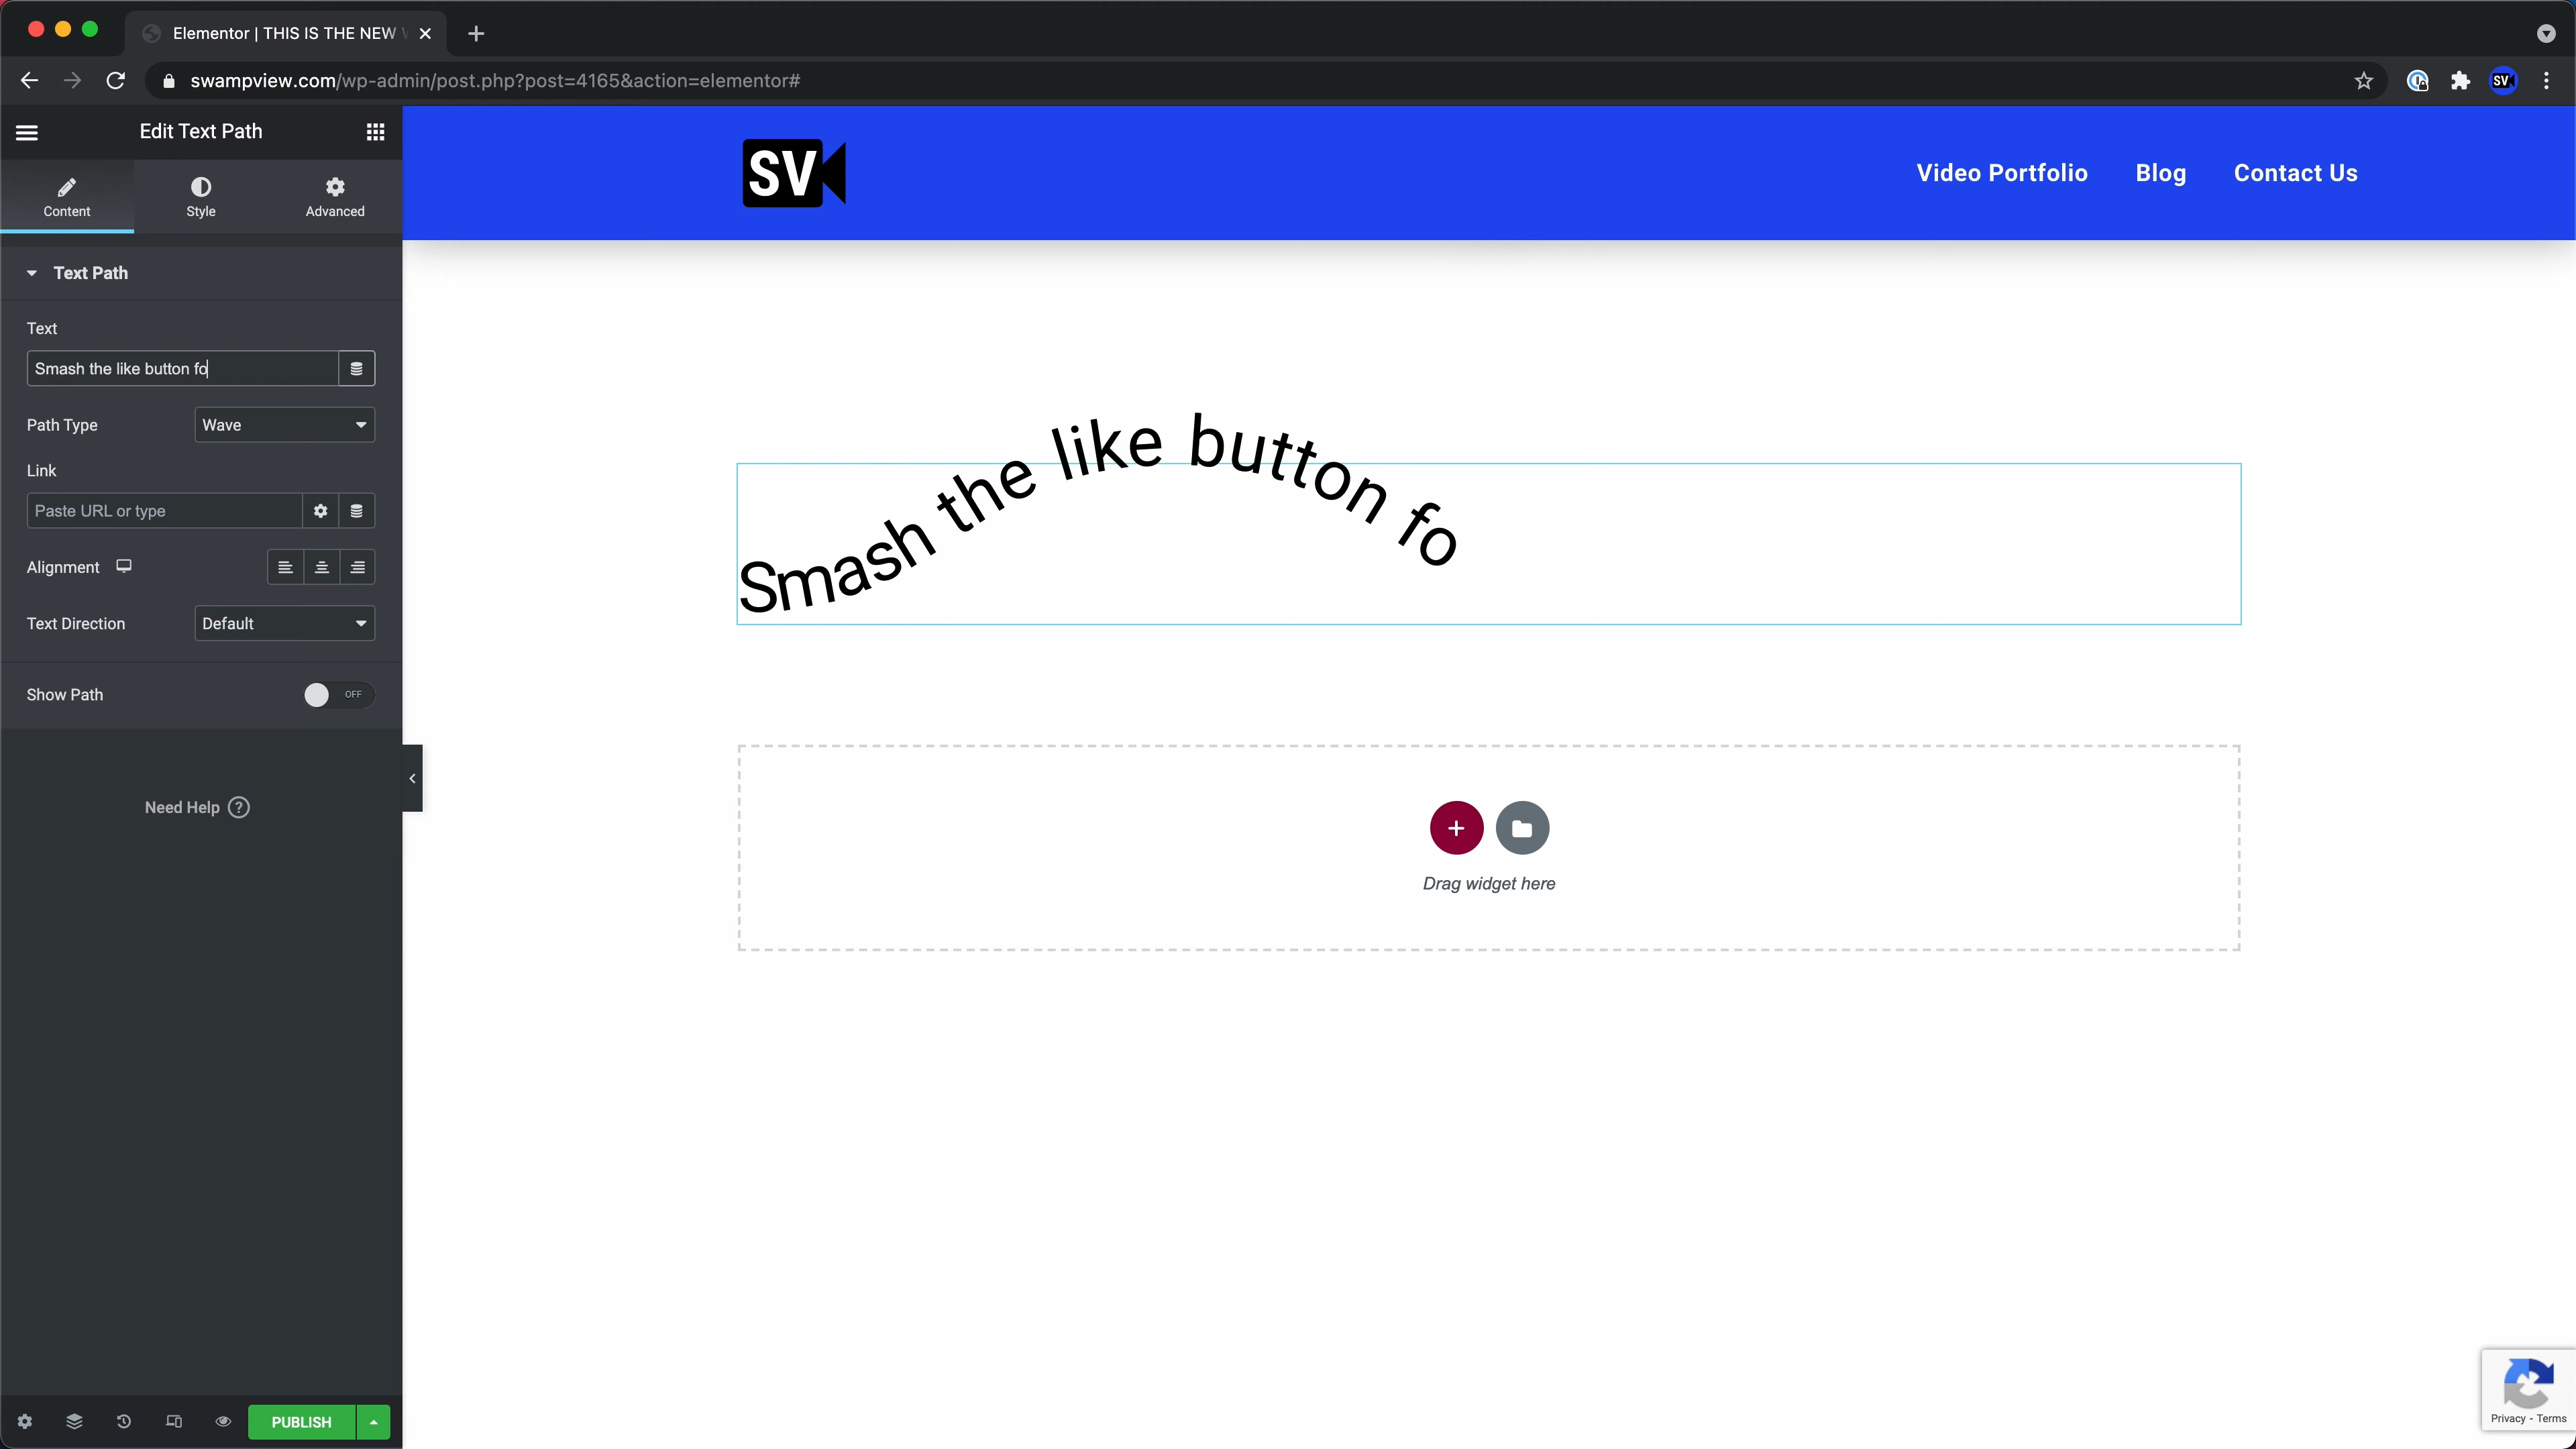 Elementor | THIS IS THE NEW
swampview.com/wp-admin/post.php?post=4165&action=elementor#
SV
Edit Text Path
Content
Style
Advanced
Text Path
Text
Smash the like button fo
Path Type
Wave
Link
Paste URL or type
Alignment
Text Direction
Default
Show Path
OFF
Need Help ?
PUBLISH
SV
Video Portfolio
Blog
Contact Us
Smash the like button fo
Drag widget here
Privacy - Terms